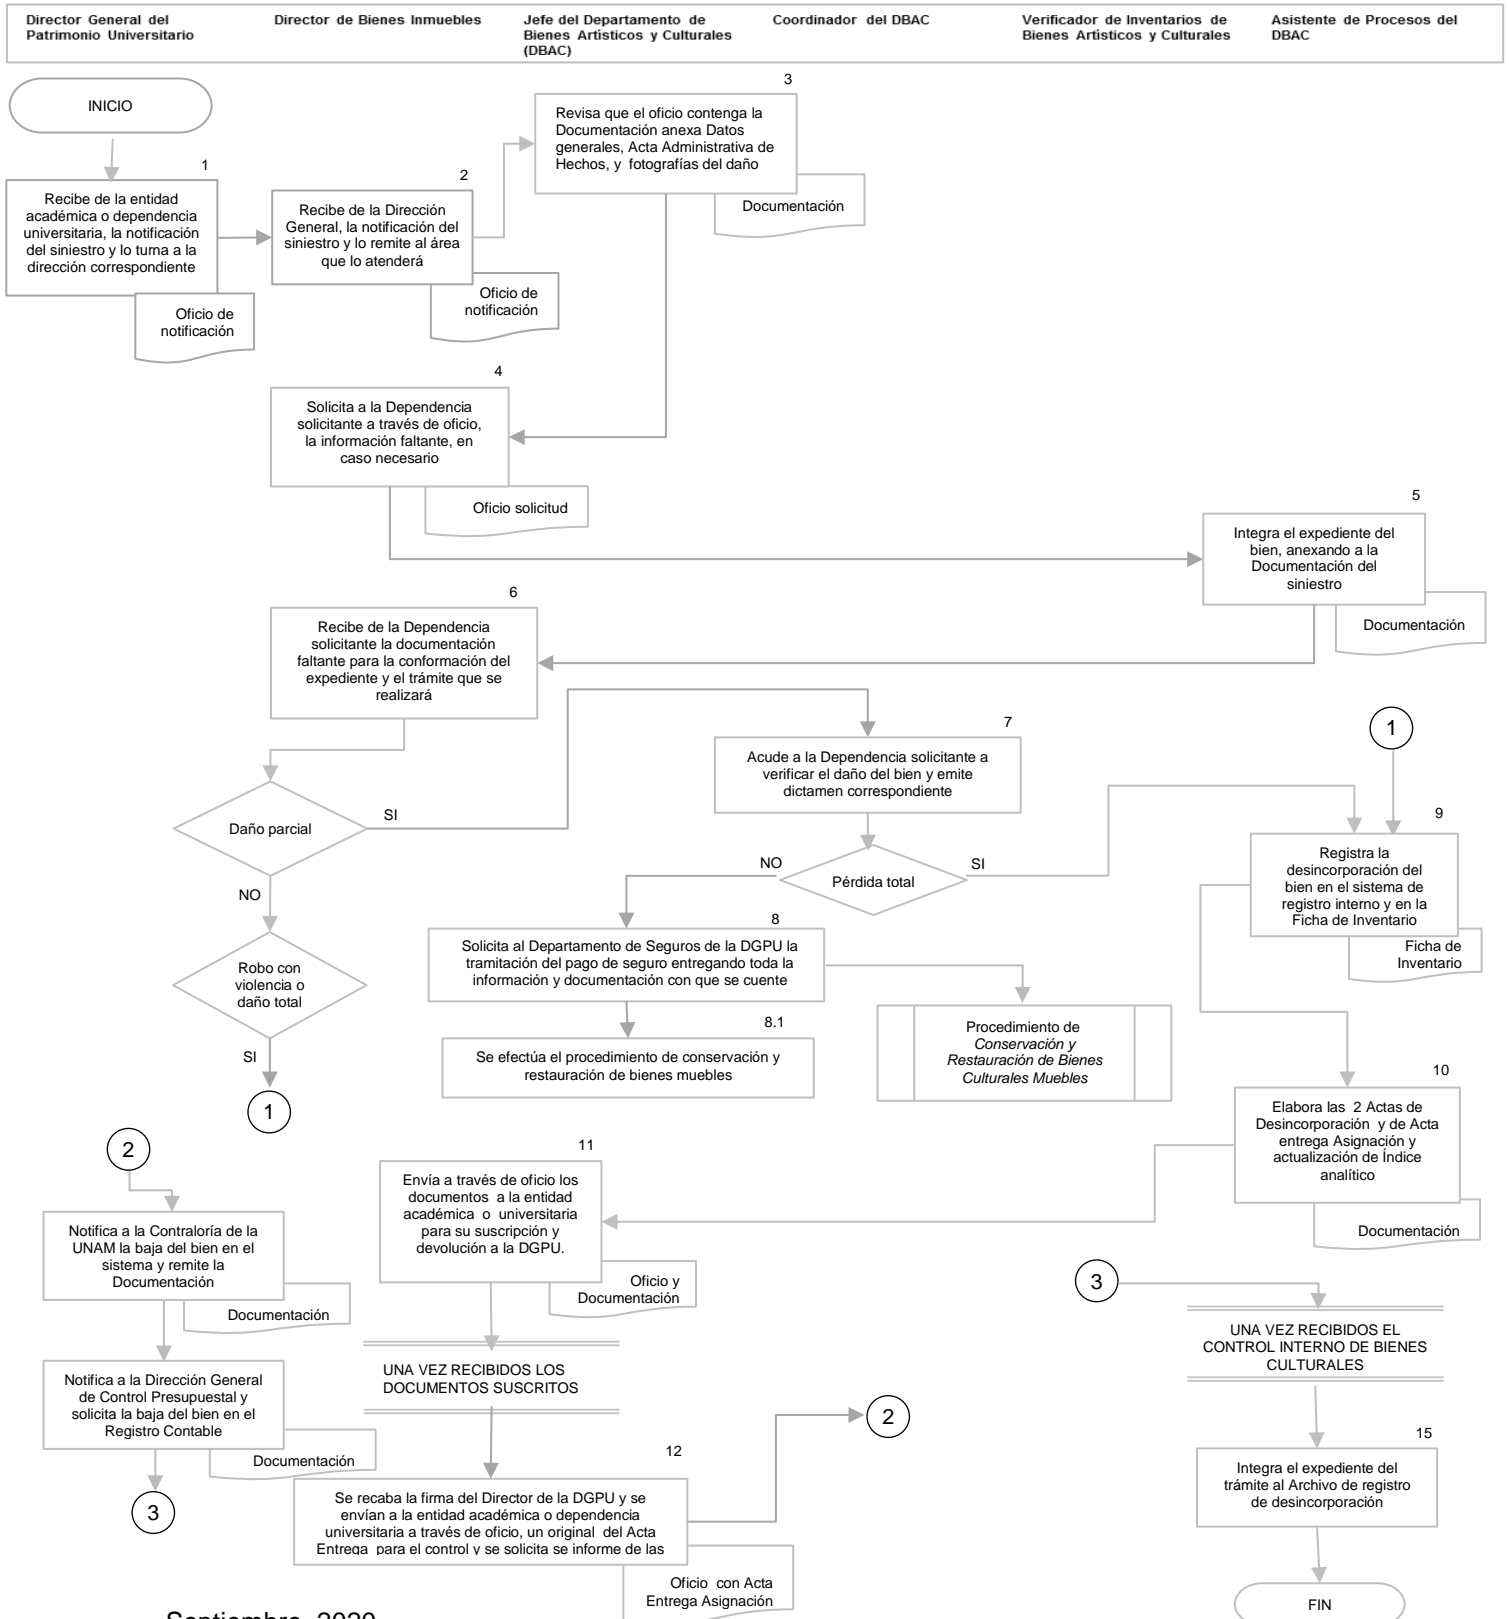 Director General del
Patrimonio Universitario
Director de Bienes Inmuebles
Jefe del Departamento de
Bienes Artísticos y Culturales
(DBAC)
Coordinador del DBAC
Verificador de Inventarios de
Bienes Artísticos y Culturales
Asistente de Procesos del
DBAC
INICIO
1
Recibe de la entidad
académica o dependencia
universitaria, la notificación
del siniestro y lo turna a la
dirección correspondiente
Oficio de
notificación
2
Recibe de la Dirección
General, la notificación del
siniestro y lo remite al área
que lo atenderá
Oficio de
notificación
3
Revisa que el oficio contenga la
Documentación anexa Datos
generales, Acta Administrativa de
Hechos, y fotografías del daño
Documentación
4
Solicita a la Dependencia
solicitante a través de oficio,
la información faltante, en
caso necesario
Oficio solicitud
5
Integra el expediente del
bien, anexando a la
Documentación del
siniestro
Documentación
6
Recibe de la Dependencia
solicitante la documentación
faltante para la conformación del
expediente y el trámite que se
realizará
Daño parcial
SI
NO
Robo con
violencia o
daño total
SI
1
7
Acude a la Dependencia solicitante a
verificar el daño del bien y emite
dictamen correspondiente
NO
Pérdida total
SI
8
Solicita al Departamento de Seguros de la DGPU la
tramitación del pago de seguro entregando toda la
información y documentación con que se cuente
8.1
Se efectúa el procedimiento de conservación y
restauración de bienes muebles
Procedimiento de
Conservación y
Restauración de Bienes
Culturales Muebles
1
9
Registra la
desincorporación del
bien en el sistema de
registro interno y en la
Ficha de Inventario
Ficha de
Inventario
10
Elabora las 2 Actas de
Desincorporación y de Acta
entrega Asignación y
actualización de Índice
analítico
Documentación
11
Envía a través de oficio los
documentos a la entidad
académica o universitaria
para su suscripción y
devolución a la DGPU.
Oficio y
Documentación
UNA VEZ RECIBIDOS LOS
DOCUMENTOS SUSCRITOS
12
Se recaba la firma del Director de la DGPU y se
envían a la entidad académica o dependencia
universitaria a través de oficio, un original del Acta
Entrega para el control y se solicita se informe de las
Oficio con Acta
Entrega Asignación
2
2
Notifica a la Contraloría de la
UNAM la baja del bien en el
sistema y remite la
Documentación
Documentación
Notifica a la Dirección General
de Control Presupuestal y
solicita la baja del bien en el
Registro Contable
Documentación
3
3
UNA VEZ RECIBIDOS EL
CONTROL INTERNO DE BIENES
CULTURALES
15
Integra el expediente del
trámite al Archivo de registro
de desincorporación
FIN
Septiembre 2020